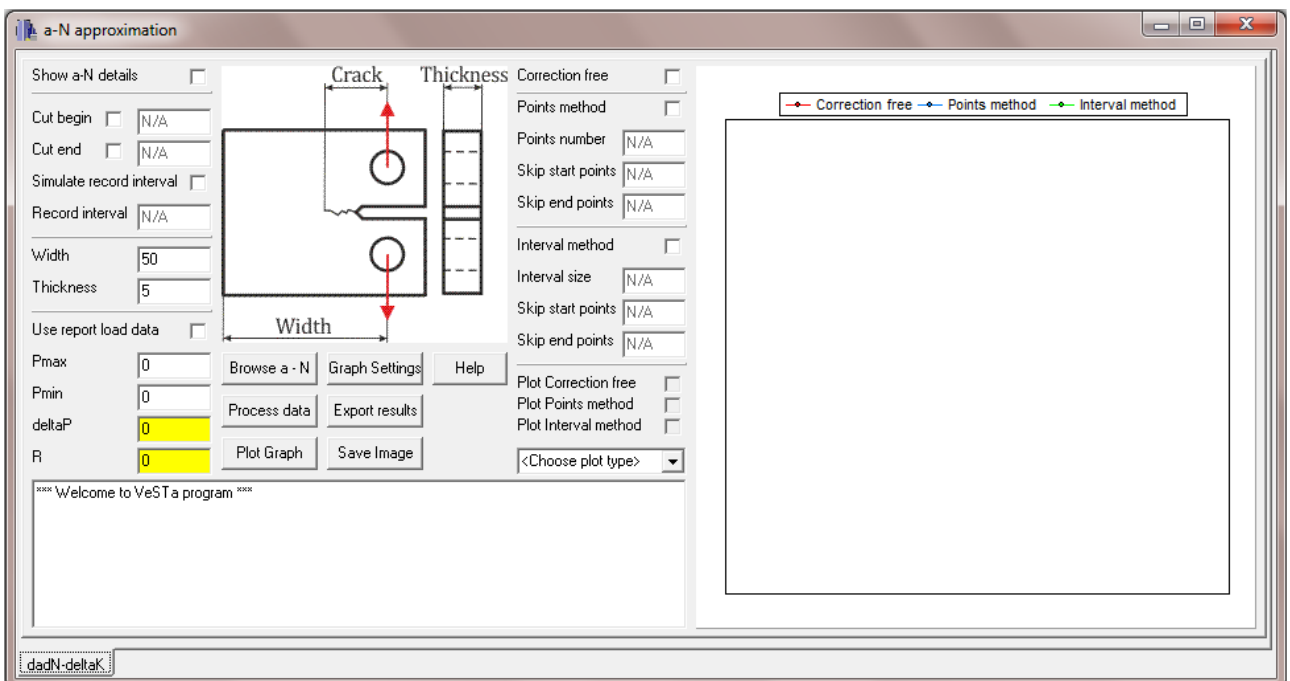 a-N approximation
Show a-N details
Cut begin N/A
Cut end N/A
Simulate record interval
Record interval N/A
Width 50
Thickness 5
Use report load data
Pmax 0
Pmin 0
deltaP 0
R 0
Crack Thickness
Width
Browse a - N Graph Settings Help
Process data Export results
Plot Graph Save Image
Correction free
Points method
Points number N/A
Skip start points N/A
Skip end points N/A
Interval method
Interval size N/A
Skip start points N/A
Skip end points N/A
Plot Correction free
Plot Points method
Plot Interval method
<Choose plot type>
Correction free Points method Interval method
*** Welcome to VeSTa program ***
dadN-deltaK